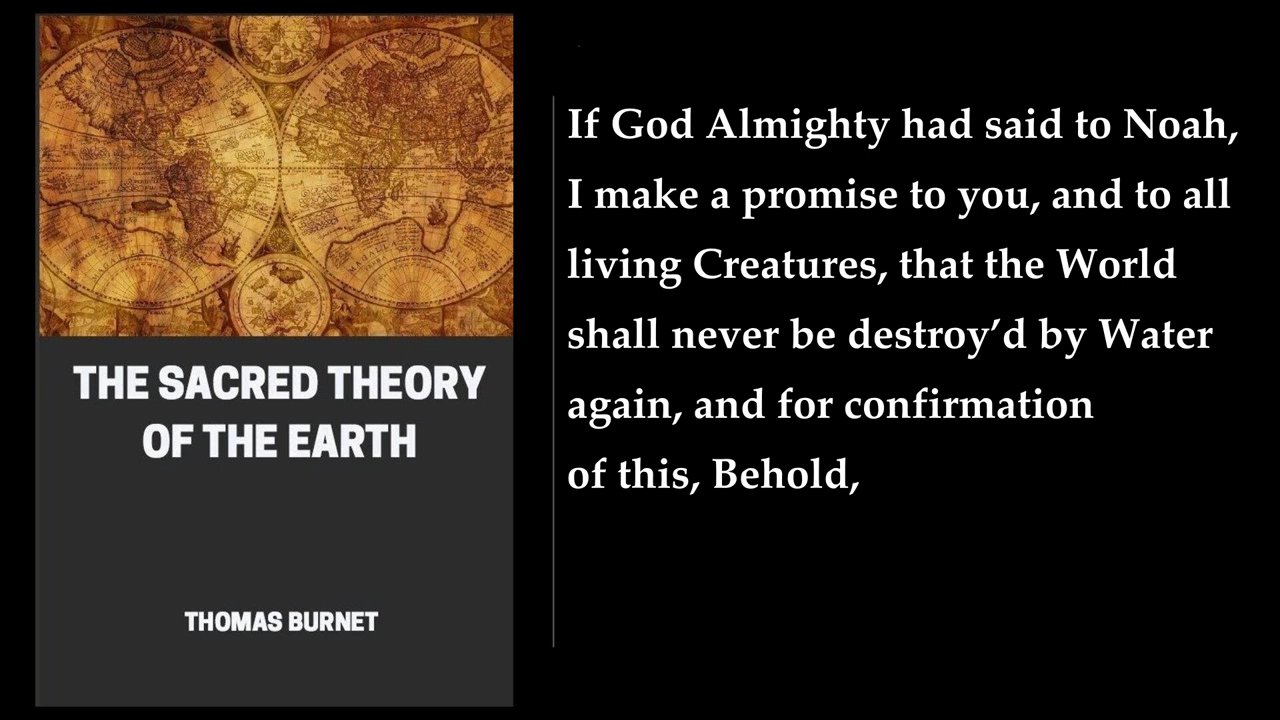 THE SACRED THEORY
OF THE EARTH
THOMAS BURNET
If God Almighty had said to Noah,
I make a promise to you, and to all
living Creatures, that the World
shall never be destroy’d by Water
again, and for confirmation
of this, Behold,